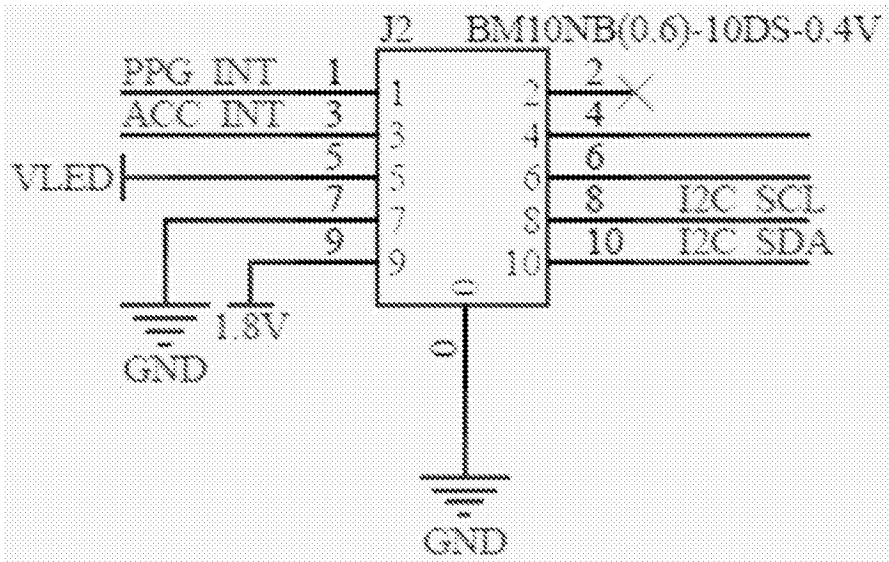 J2 BM10NB(0.6)-10DS-0.4V
PPG INT 1 1 2 2
ACC INT 3 3 4 4
VLED 5 5 6 6
7 7 8 8 I2C SCL
9 9 10 10 I2C SDA
0
1.8V
0
GND
GND